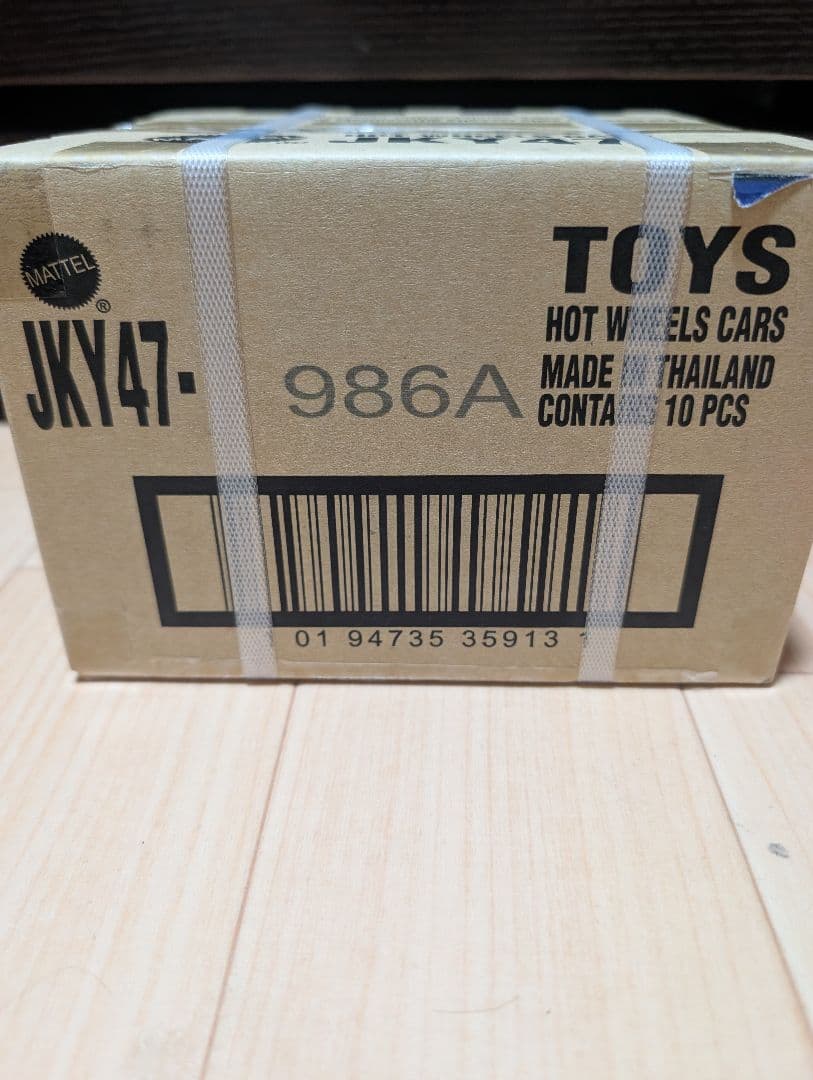 JKY47
MATTEL
®
JKY47-
986A
TOYS
HOT WHEELS CARS
MADE IN THAILAND
CONTAINS 10 PCS
01 94735 35913